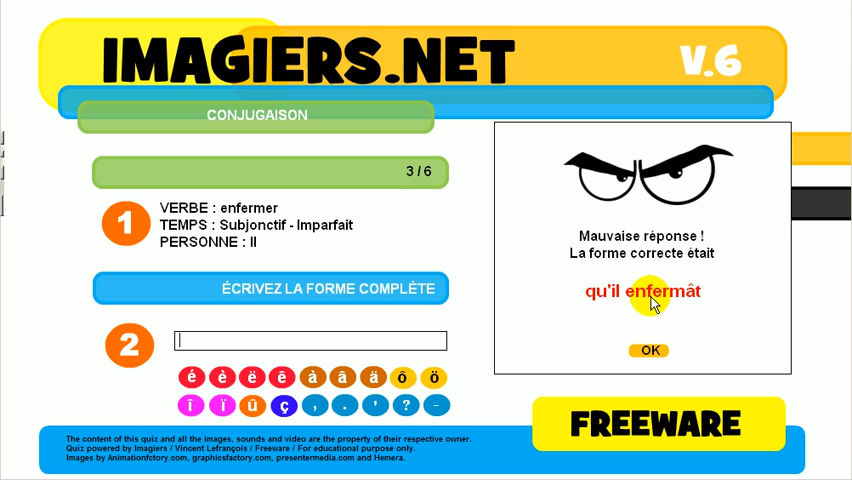 IMAGIERS.NET
V.6
CONJUGAISON
3 / 6
1
VERBE : enfermer
TEMPS : Subjonctif - Imparfait
PERSONNE : Il
ÉCRIVEZ LA FORME COMPLÈTE
2
é è ë ê à â ä ô ö
î ï û ç , . ' ? -
Mauvaise réponse !
La forme correcte était
qu'il enfermât
OK
FREEWARE
The content of this quiz and all the images, sounds and video are the property of their respective owner.
Quiz powered by Imagiers / Vincent Lefrançois / Freeware / For educational purpose only.
Images by Animationfctory.com, graphicsfactory.com, presentermedia.com and Hemera.